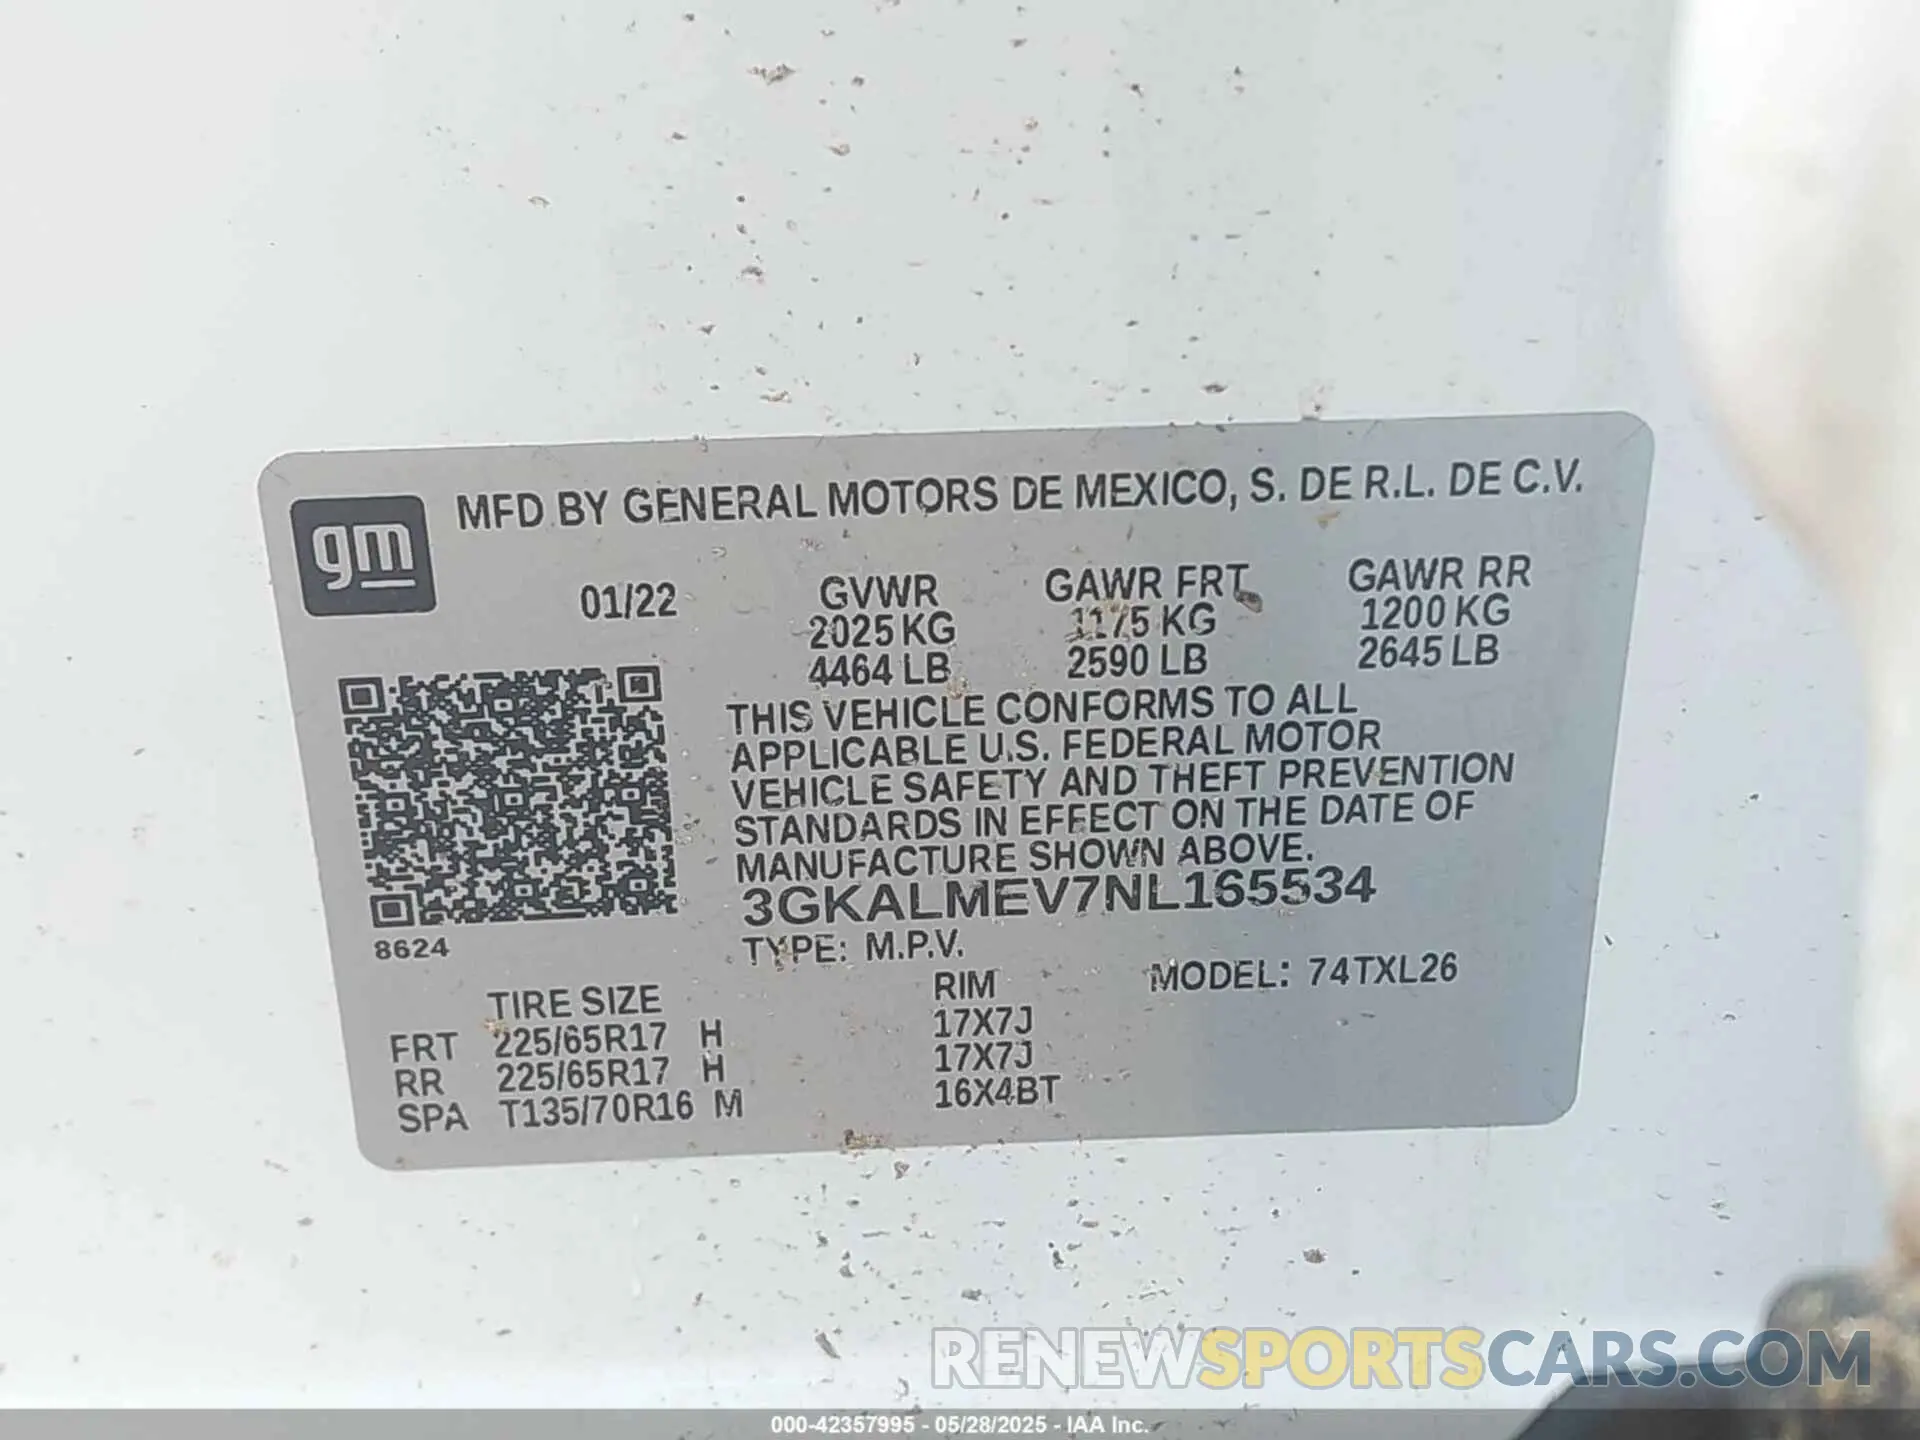 gm MFD BY GENERAL MOTORS DE MEXICO, S. DE R.L. DE C.V.
01/22 GVWR GAWR FRT GAWR RR
2025 KG 1175 KG 1200 KG
4464 LB 2590 LB 2645 LB
THIS VEHICLE CONFORMS TO ALL
APPLICABLE U.S. FEDERAL MOTOR
VEHICLE SAFETY AND THEFT PREVENTION
STANDARDS IN EFFECT ON THE DATE OF
MANUFACTURE SHOWN ABOVE.
3GKALMEV7NL165534
8624
TYPE: M.P.V.
MODEL: 74TXL26
TIRE SIZE RIM
FRT 225/65R17 H 17X7J
RR 225/65R17 H 17X7J
SPA T135/70R16 M 16X4BT
RENEWSPORTSCARS.COM
000-42357995 - 05/28/2025 - IAA Inc.